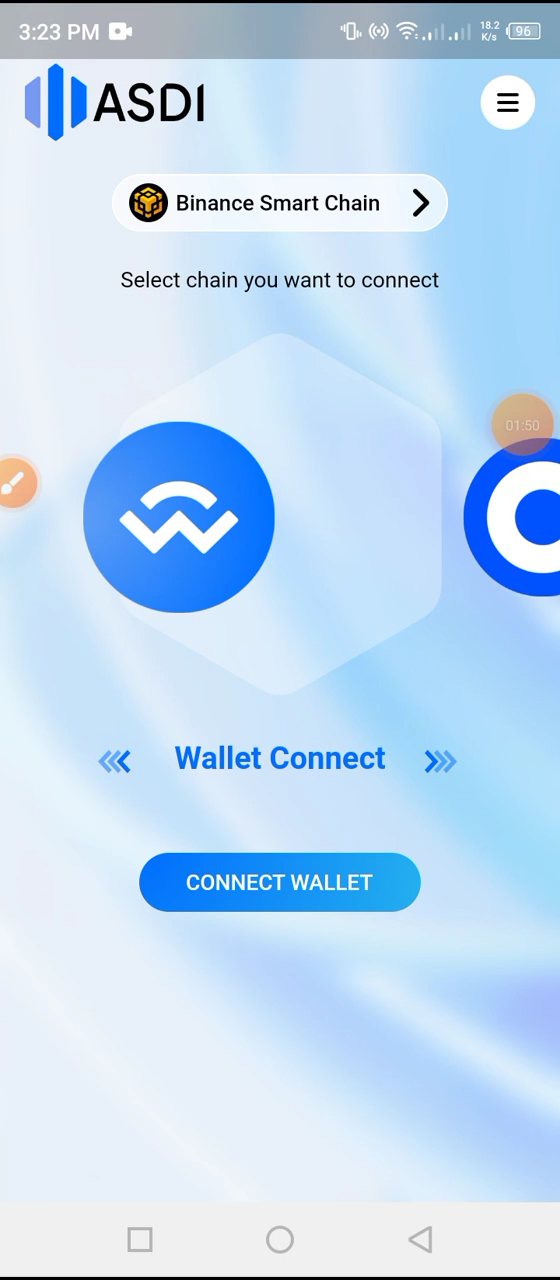 3:23 PM
18.2
K/s
96
ASDI
Binance Smart Chain
Select chain you want to connect
01:50
Wallet Connect
CONNECT WALLET